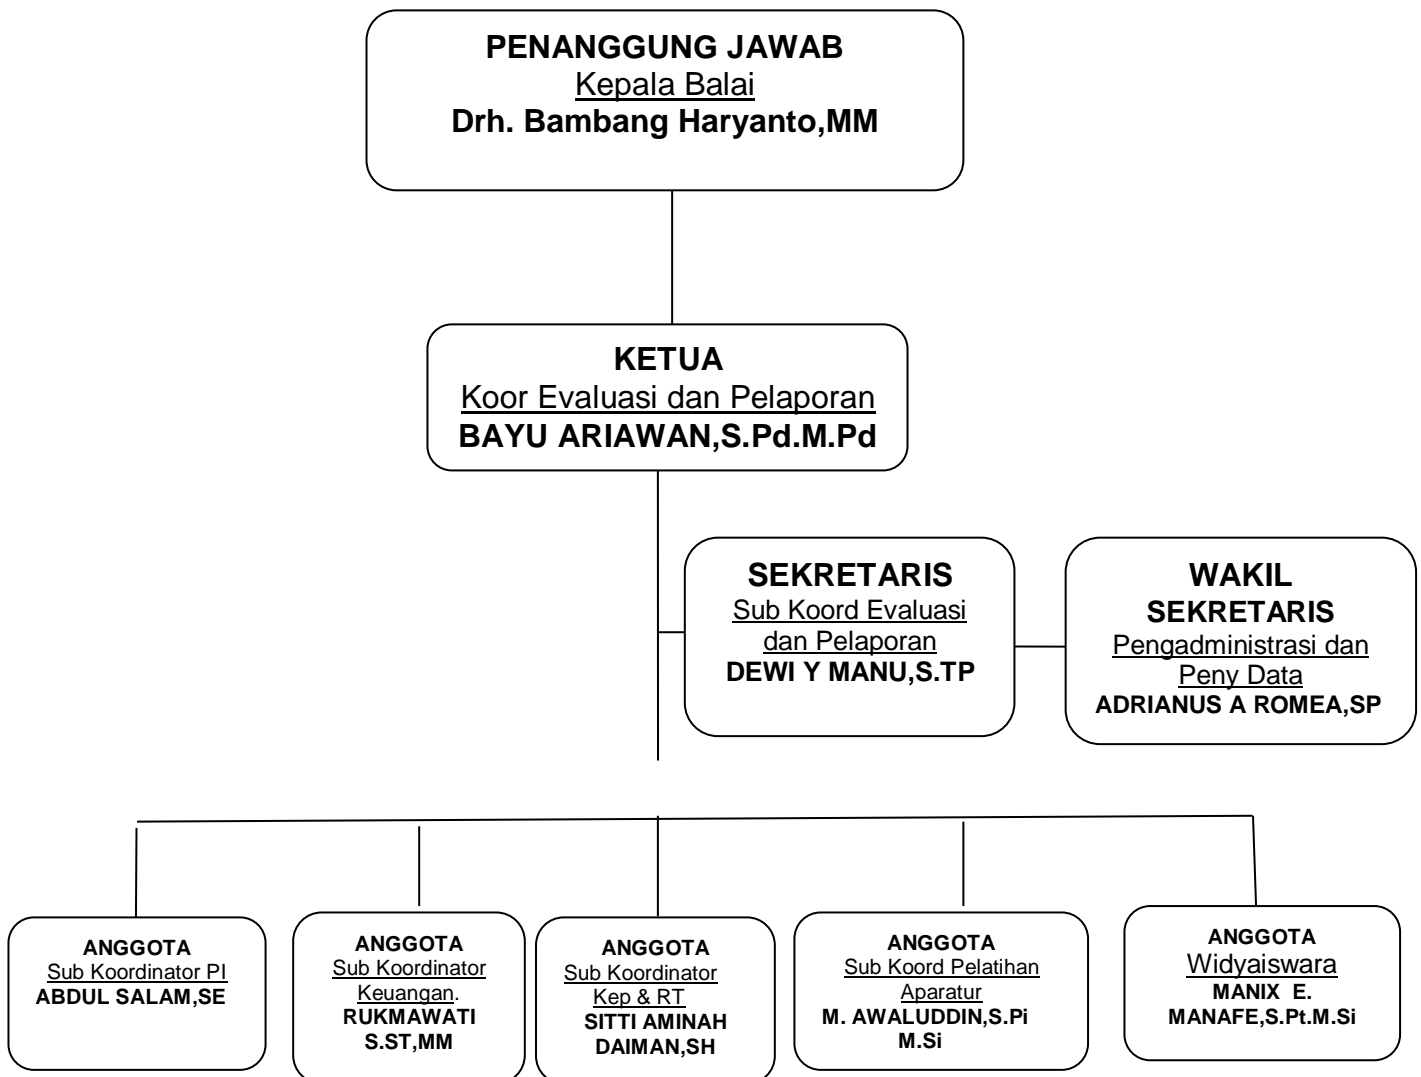 PENANGGUNG JAWAB
Kepala Balai
Drh. Bambang Haryanto,MM
KETUA
Koor Evaluasi dan Pelaporan
BAYU ARIAWAN,S.Pd.M.Pd
SEKRETARIS
Sub Koord Evaluasi
dan Pelaporan
DEWI Y MANU,S.TP
WAKIL
SEKRETARIS
Pengadministrasi dan
Peny Data
ADRIANUS A ROMEA,SP
ANGGOTA
Sub Koordinator PI
ABDUL SALAM,SE
ANGGOTA
Sub Koordinator
Keuangan.
RUKMAWATI
S.ST,MM
ANGGOTA
Sub Koordinator
Kep & RT
SITTI AMINAH
DAIMAN,SH
ANGGOTA
Sub Koord Pelatihan
Aparatur
M. AWALUDDIN,S.Pi
M.Si
ANGGOTA
Widyaiswara
MANIX E.
MANAFE,S.Pt.M.Si